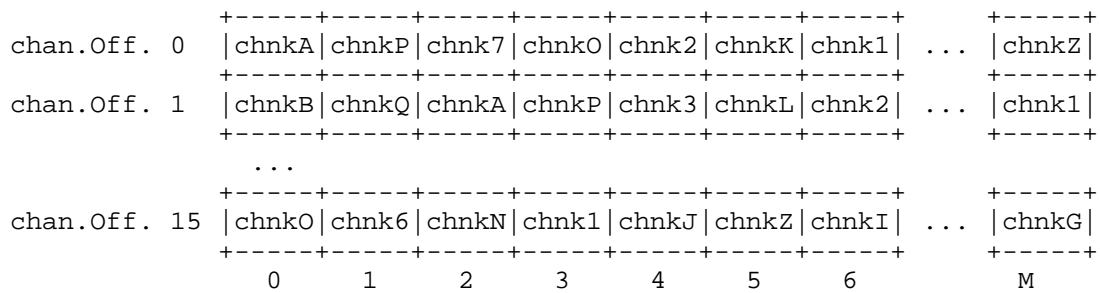 +-----+-----+-----+-----+-----+-----+-----+     +-----+
chan.Off. 0     |chnkA|chnkP|chnk7|chnkO|chnk2|chnkK|chnk1| ... |chnkZ|
                +-----+-----+-----+-----+-----+-----+-----+     +-----+
chan.Off. 1     |chnkB|chnkQ|chnkA|chnkP|chnk3|chnkL|chnk2| ... |chnk1|
                +-----+-----+-----+-----+-----+-----+-----+     +-----+
                  ...
                +-----+-----+-----+-----+-----+-----+-----+     +-----+
chan.Off. 15    |chnkO|chnk6|chnkN|chnk1|chnkJ|chnkZ|chnkI| ... |chnkG|
                +-----+-----+-----+-----+-----+-----+-----+     +-----+
                   0     1     2     3     4     5     6          M